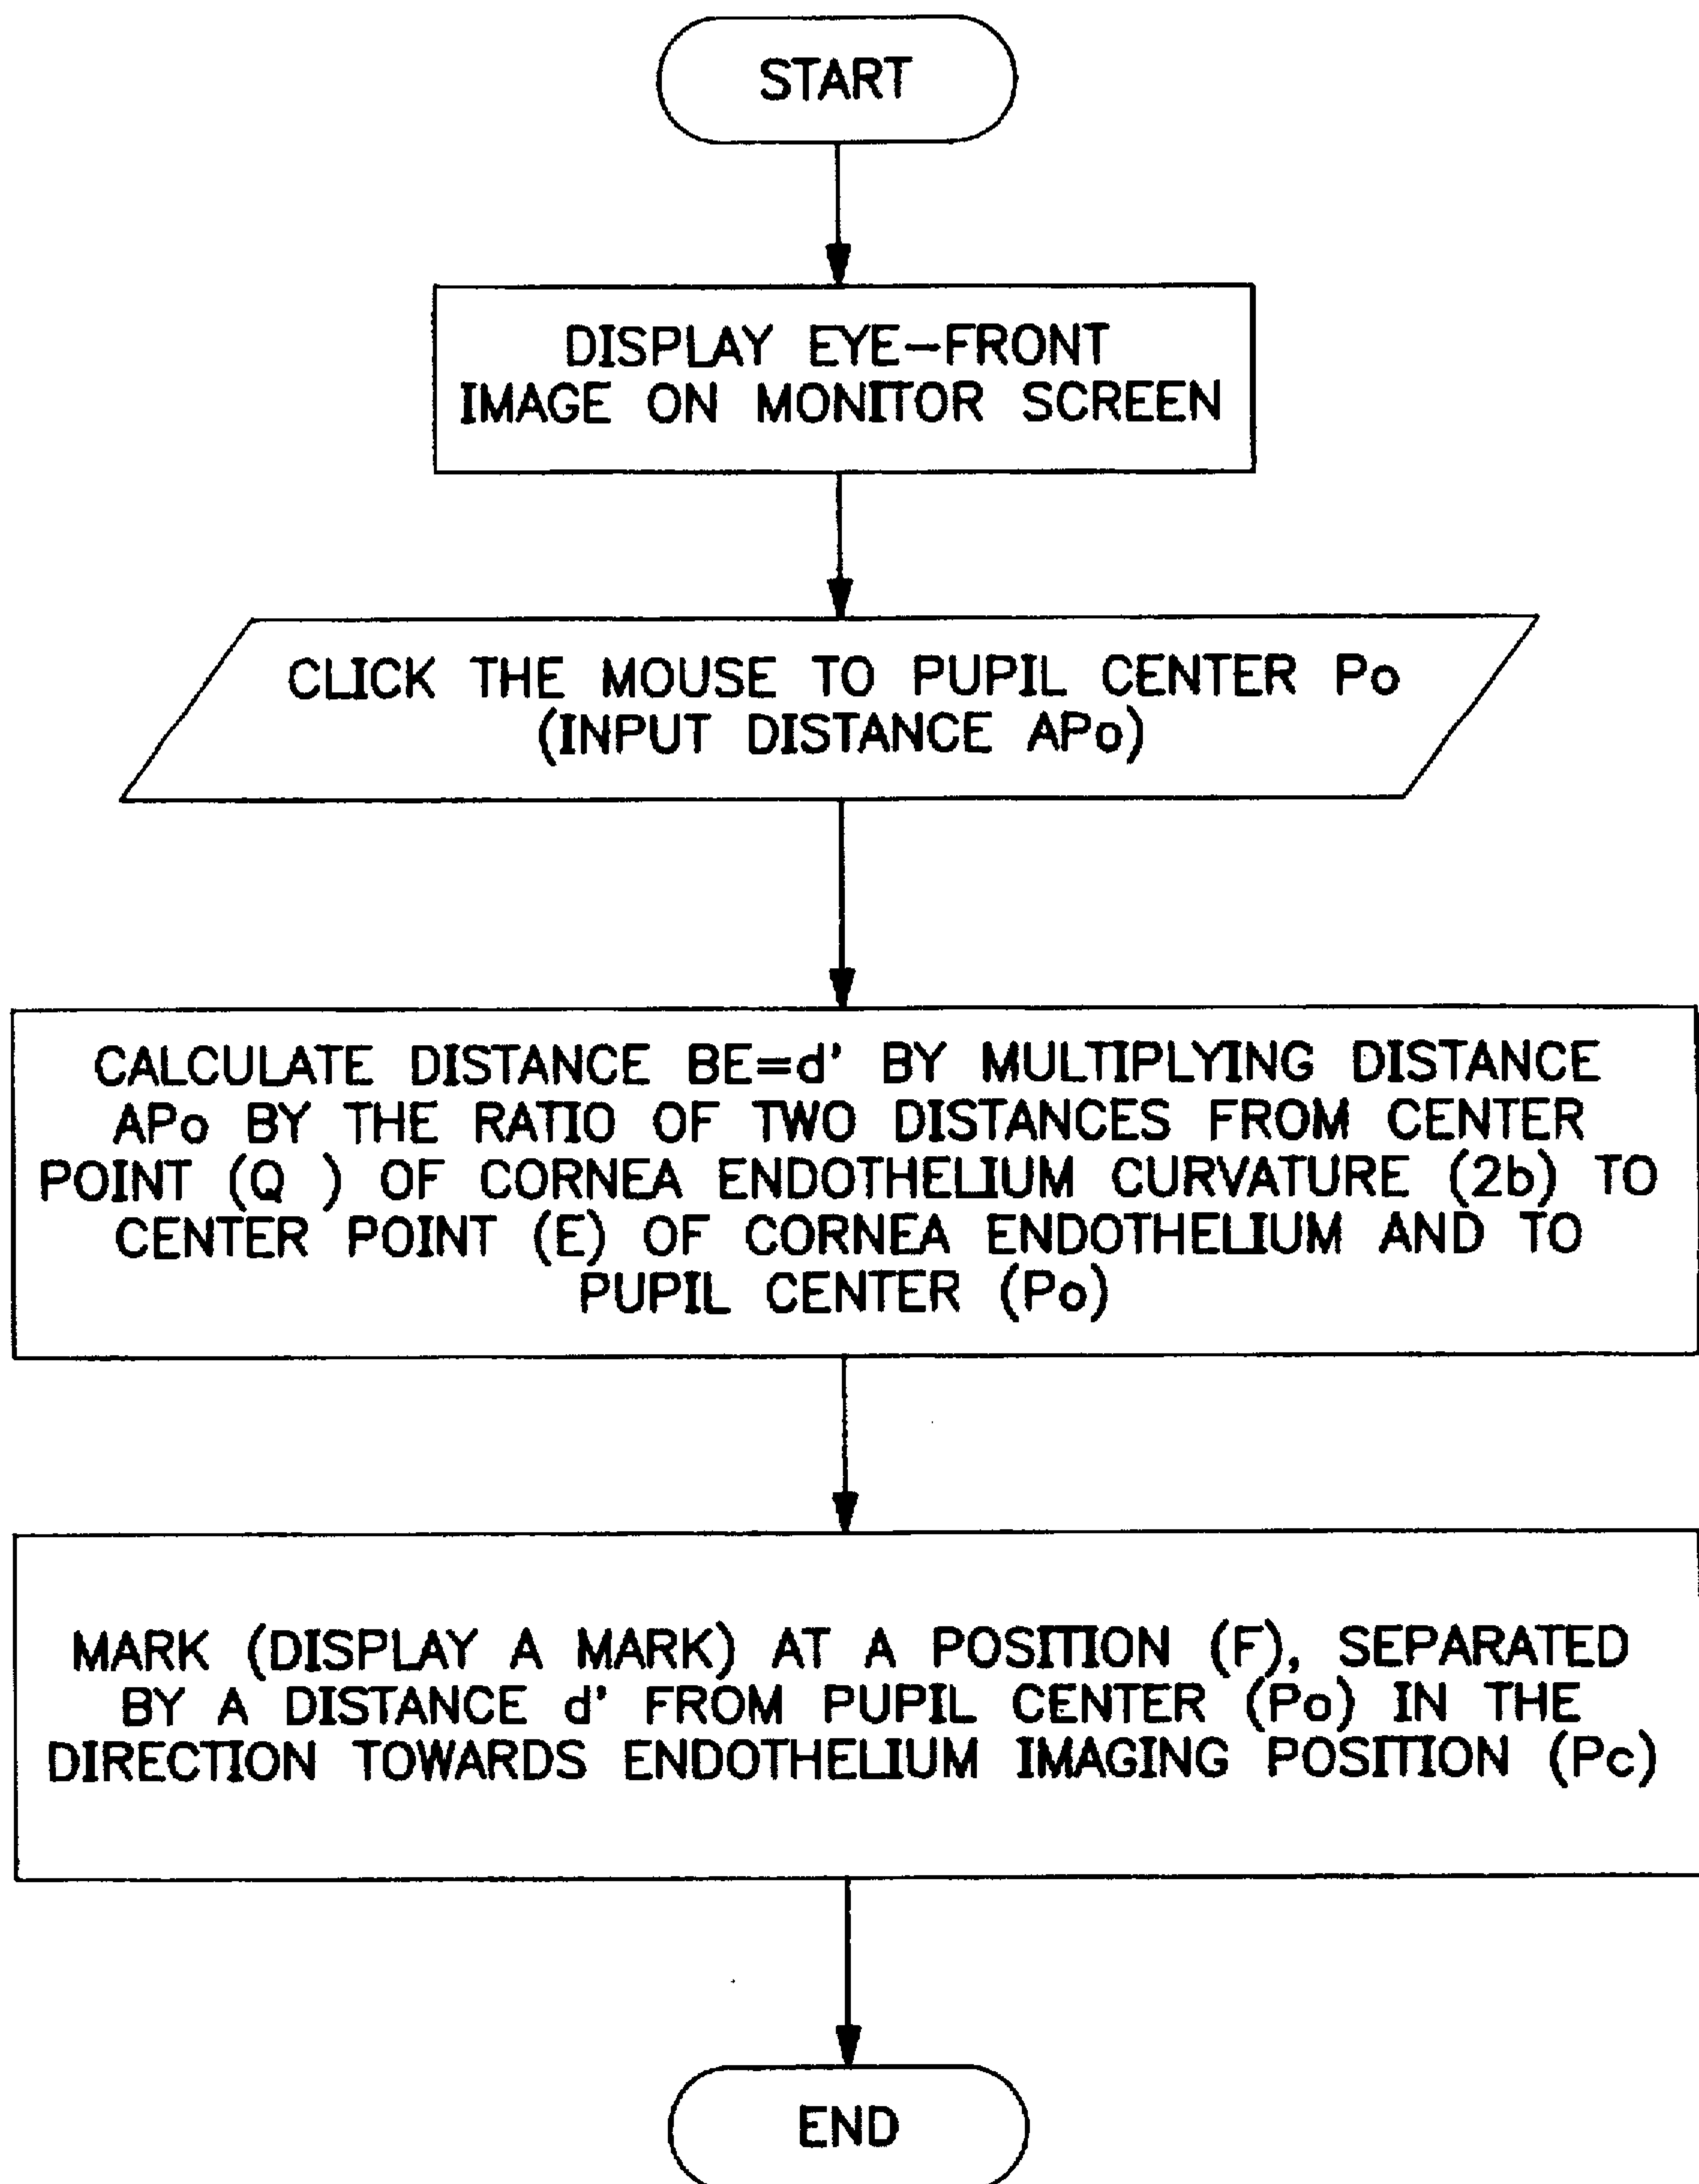 START
DISPLAY EYE-FRONT
IMAGE ON MONITOR SCREEN
CLICK THE MOUSE TO PUPIL CENTER Po
(INPUT DISTANCE APo)
CALCULATE DISTANCE BE=d' BY MULTIPLYING DISTANCE
APo BY THE RATIO OF TWO DISTANCES FROM CENTER
POINT (Q ) OF CORNEA ENDOTHELIUM CURVATURE (2b) TO
CENTER POINT (E) OF CORNEA ENDOTHELIUM AND TO
PUPIL CENTER (Po)
MARK (DISPLAY A MARK) AT A POSITION (F), SEPARATED
BY A DISTANCE d' FROM PUPIL CENTER (Po) IN THE
DIRECTION TOWARDS ENDOTHELIUM IMAGING POSITION (Pc)
END